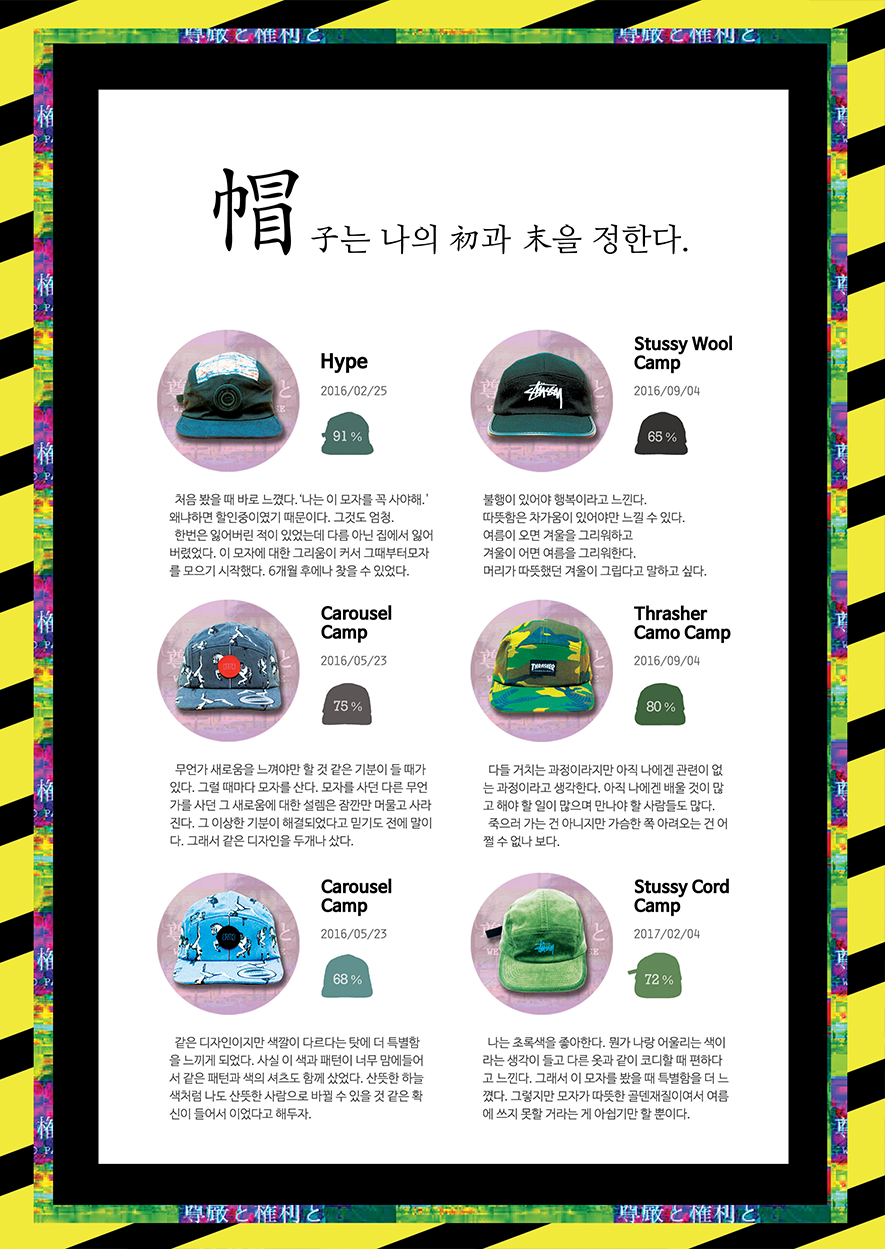 尊厳と権利と
尊厳と権利と
帽
子는 나의 初과 末을 정한다.
Hype
2016/02/25
91 %
처음 봤을 때 바로 느꼈다. ‘나는 이 모자를 꼭 사야해.’
왜냐하면 할인중이였기 때문이다. 그것도 엄청.
한번은 잃어버린 적이 있었는데 다름 아닌 집에서 잃어
버렸었다. 이 모자에 대한 그리움이 커서 그때부터모자
를 모으기 시작했다. 6개월 후에나 찾을 수 있었다.
Stussy Wool
Camp
2016/09/04
65 %
불행이 있어야 행복이라고 느낀다.
따뜻함은 차가움이 있어야만 느낄 수 있다.
여름이 오면 겨울을 그리워하고
겨울이 어면 여름을 그리워한다.
머리가 따뜻했던 겨울이 그립다고 말하고 싶다.
Carousel
Camp
2016/05/23
75 %
무언가 새로움을 느껴야만 할 것 같은 기분이 들 때가
있다. 그럴 때마다 모자를 산다. 모자를 사던 다른 무언
가를 사던 그 새로움에 대한 설렘은 잠깐만 머물고 사라
진다. 그 이상한 기분이 해결되었다고 믿기도 전에 말이
다. 그래서 같은 디자인을 두개나 샀다.
Thrasher
Camo Camp
2016/09/04
THRASHER
80 %
다들 거치는 과정이라지만 아직 나에겐 관련이 없
는 과정이라고 생각한다. 아직 나에겐 배울 것이 많
고 해야 할 일이 많으며 만나야 할 사람들도 많다.
죽으러 가는 건 아니지만 가슴한 쪽 아려오는 건 어
쩔 수 없나 보다.
Carousel
Camp
2016/05/23
68 %
같은 디자인이지만 색깔이 다르다는 탓에 더 특별함
을 느끼게 되었다. 사실 이 색과 패턴이 너무 맘에들어
서 같은 패턴과 색의 셔츠도 함께 샀었다. 산뜻한 하늘
색처럼 나도 산뜻한 사람으로 바뀔 수 있을 것 같은 확
신이 들어서 이었다고 해두자.
Stussy Cord
Camp
2017/02/04
72 %
나는 초록색을 좋아한다. 뭔가 나랑 어울리는 색이
라는 생각이 들고 다른 옷과 같이 코디할 때 편하다
고 느낀다. 그래서 이 모자를 봤을 때 특별함을 더 느
꼈다. 그렇지만 모자가 따뜻한 골덴재질이여서 여름
에 쓰지 못할 거라는 게 아쉽기만 할 뿐이다.
尊厳と権利と
尊厳と権利と